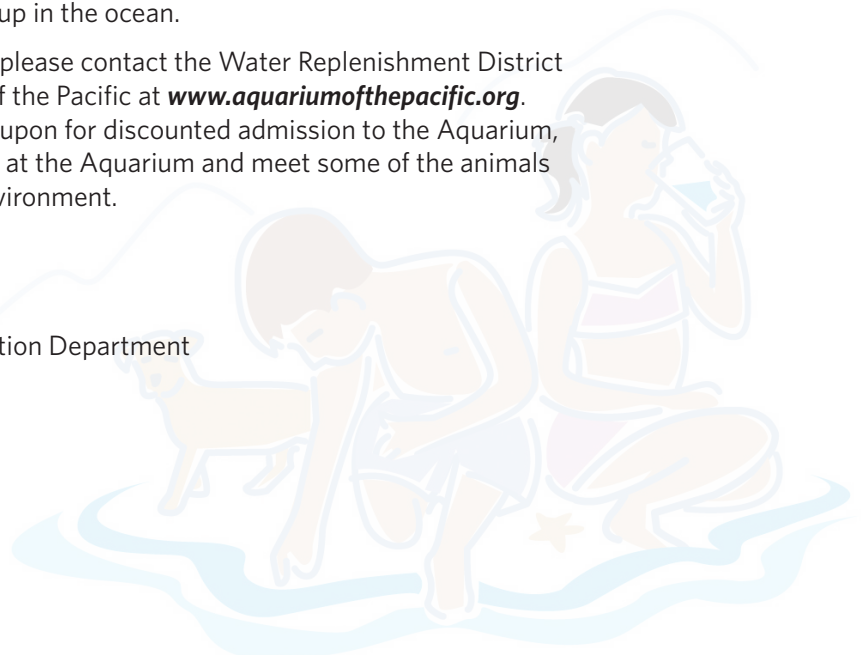 up in the ocean.
please contact the Water Replenishment District
f the Pacific at www.aquariumofthepacific.org.
upon for discounted admission to the Aquarium,
at the Aquarium and meet some of the animals
vironment.
tion Department